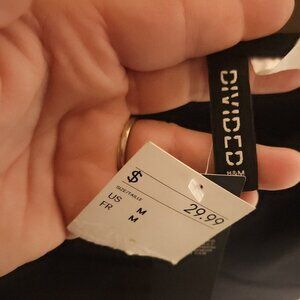 DIVIDED
H&M
$
29.99
SIZE/TAILLE
US M
FR M